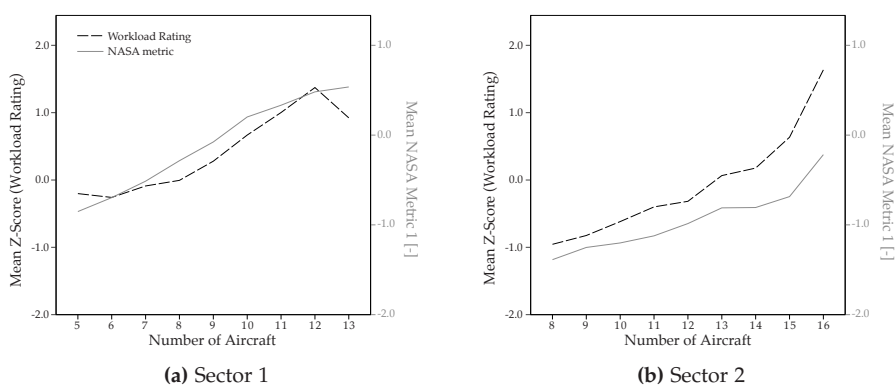 Workload Rating
NASA metric
2.0
1.0
0.0
-1.0
-2.0
1.0
0.0
-1.0
-2.0
Mean Z-Score (Workload Rating)
Mean NASA Metric 1 [-]
5 6 7 8 9 10 11 12 13
Number of Aircraft
(a) Sector 1
2.0
1.0
0.0
-1.0
-2.0
1.0
0.0
-1.0
-2.0
Mean Z-Score (Workload Rating)
Mean NASA Metric 1 [-]
8 9 10 11 12 13 14 15 16
Number of Aircraft
(b) Sector 2